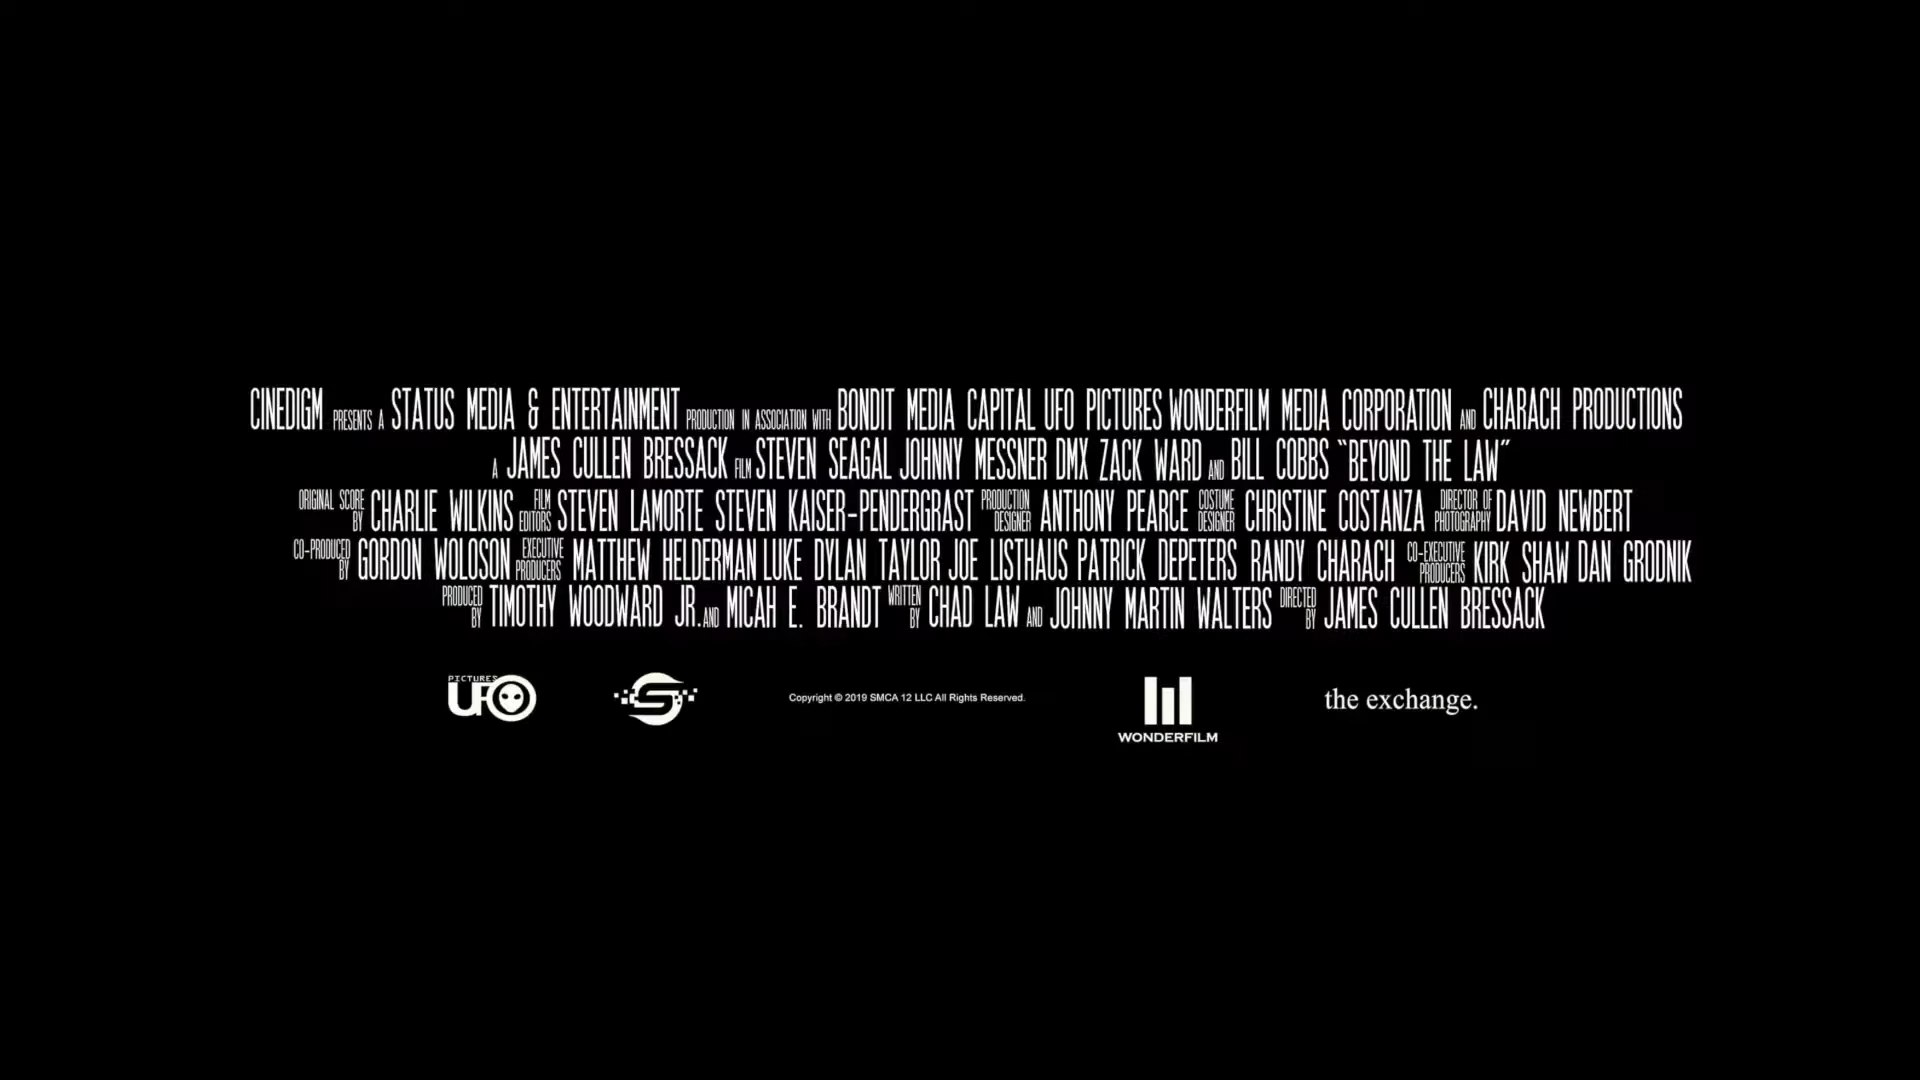 CINEDIGM PRESENTS A STATUS MEDIA & ENTERTAINMENT PRODUCTION IN ASSOCIATION WITH BONDIT MEDIA CAPITAL UFO PICTURES WONDERFILM MEDIA CORPORATION AND CHARACH PRODUCTIONS
A JAMES CULLEN BRESSACK FILM STEVEN SEAGAL JOHNNY MESSNER DMX ZACK WARD AND BILL COBBS “BEYOND THE LAW”
ORIGINAL SCORE BY CHARLIE WILKINS FILM EDITORS STEVEN LAMORTE STEVEN KAISER-PENDERGRAST PRODUCTION DESIGNER ANTHONY PEARCE COSTUME DESIGNER CHRISTINE COSTANZA DIRECTOR OF PHOTOGRAPHY DAVID NEWBERT
CO-PRODUCED BY GORDON WOLOSON EXECUTIVE PRODUCERS MATTHEW HELDERMAN LUKE DYLAN TAYLOR JOE LISTHAUS PATRICK DEPETERS RANDY CHARACH CO-EXECUTIVE PRODUCERS KIRK SHAW DAN GRODNIK
PRODUCED BY TIMOTHY WOODWARD JR. AND MICAH E. BRANDT WRITTEN BY CHAD LAW AND JOHNNY MARTIN WALTERS DIRECTED BY JAMES CULLEN BRESSACK
PICTURES
UFO
S
Copyright © 2019 SMCA 12 LLC All Rights Reserved.
WONDERFILM
the exchange.